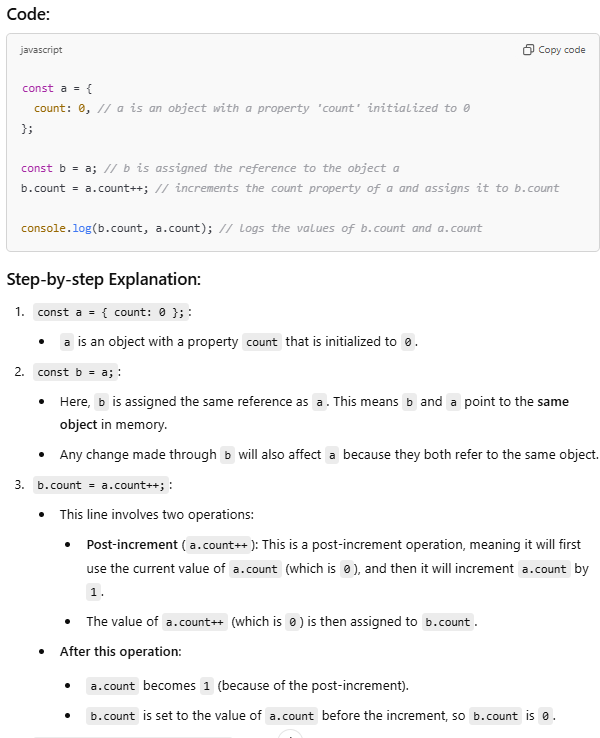 Code:
javascript Copy code
const a = {
  count: 0, // a is an object with a property 'count' initialized to 0
};
const b = a; // b is assigned the reference to the object a
b.count = a.count++; // increments the count property of a and assigns it to b.count
console.log(b.count, a.count); // logs the values of b.count and a.count
Step-by-step Explanation:
1. const a = { count: 0 }; :
• a is an object with a property count that is initialized to 0 .
2. const b = a; :
• Here, b is assigned the same reference as a . This means b and a point to the same
object in memory.
• Any change made through b will also affect a because they both refer to the same object.
3. b.count = a.count++; :
• This line involves two operations:
• Post-increment ( a.count++ ): This is a post-increment operation, meaning it will first
use the current value of a.count (which is 0 ), and then it will increment a.count by
1 .
• The value of a.count++ (which is 0 ) is then assigned to b.count .
• After this operation:
• a.count becomes 1 (because of the post-increment).
• b.count is set to the value of a.count before the increment, so b.count is 0 .